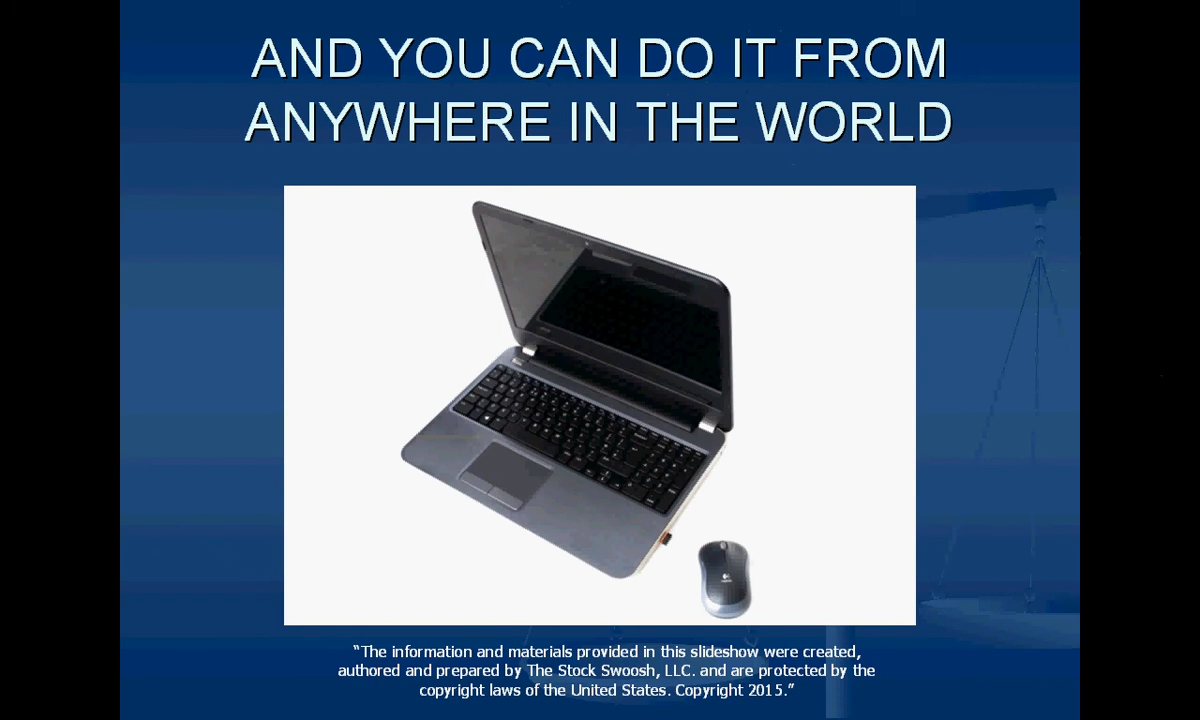 AND YOU CAN DO IT FROM
ANYWHERE IN THE WORLD
“The information and materials provided in this slideshow were created,
authored and prepared by The Stock Swoosh, LLC. and are protected by the
copyright laws of the United States. Copyright 2015.”